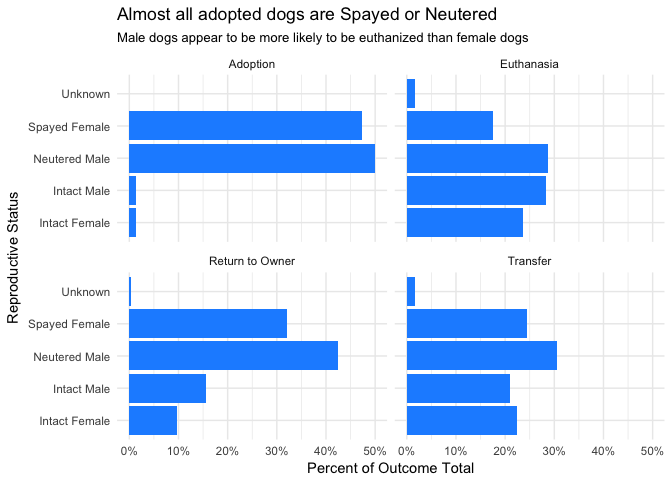 Almost all adopted dogs are Spayed or Neutered
Male dogs appear to be more likely to be euthanized than female dogs
Adoption
Euthanasia
Unknown
Spayed Female
Neutered Male
Intact Male
Intact Female
Return to Owner
Transfer
Unknown
Spayed Female
Neutered Male
Intact Male
Intact Female
0% 10% 20% 30% 40% 50%
0% 10% 20% 30% 40% 50%
Percent of Outcome Total
Reproductive Status